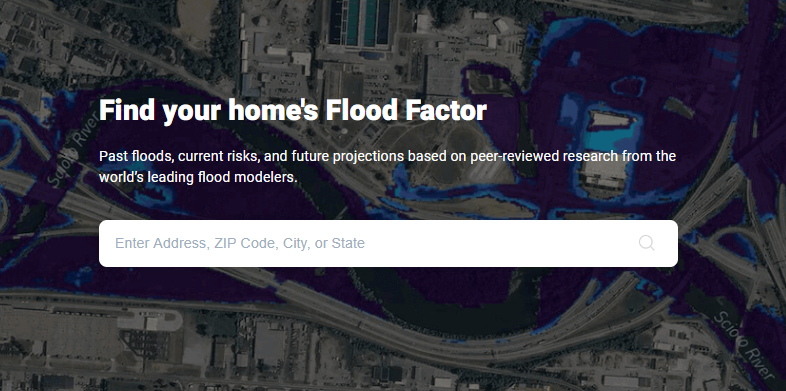 Find your home's Flood Factor
Past floods, current risks, and future projections based on peer-reviewed research from the
world's leading flood modelers.
Scioto River
Enter Address, ZIP Code, City, or State
Scioto River